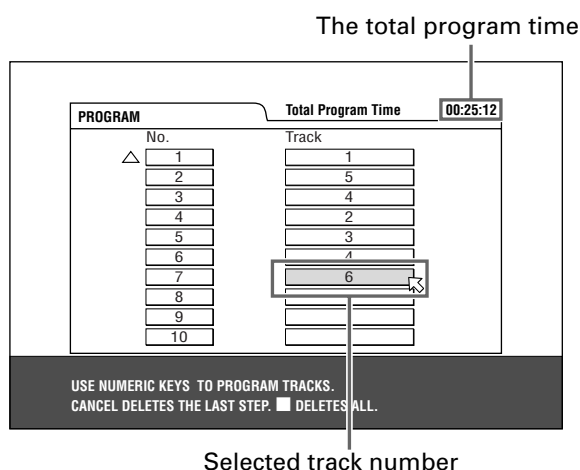 The total program time
PROGRAM Total Program Time 00:25:12
No. Track
1 1
2 5
3 4
4 2
5 3
6 4
7 6
8
9
10
USE NUMERIC KEYS TO PROGRAM TRACKS.
CANCEL DELETES THE LAST STEP. ■ DELETES ALL.
Selected track number